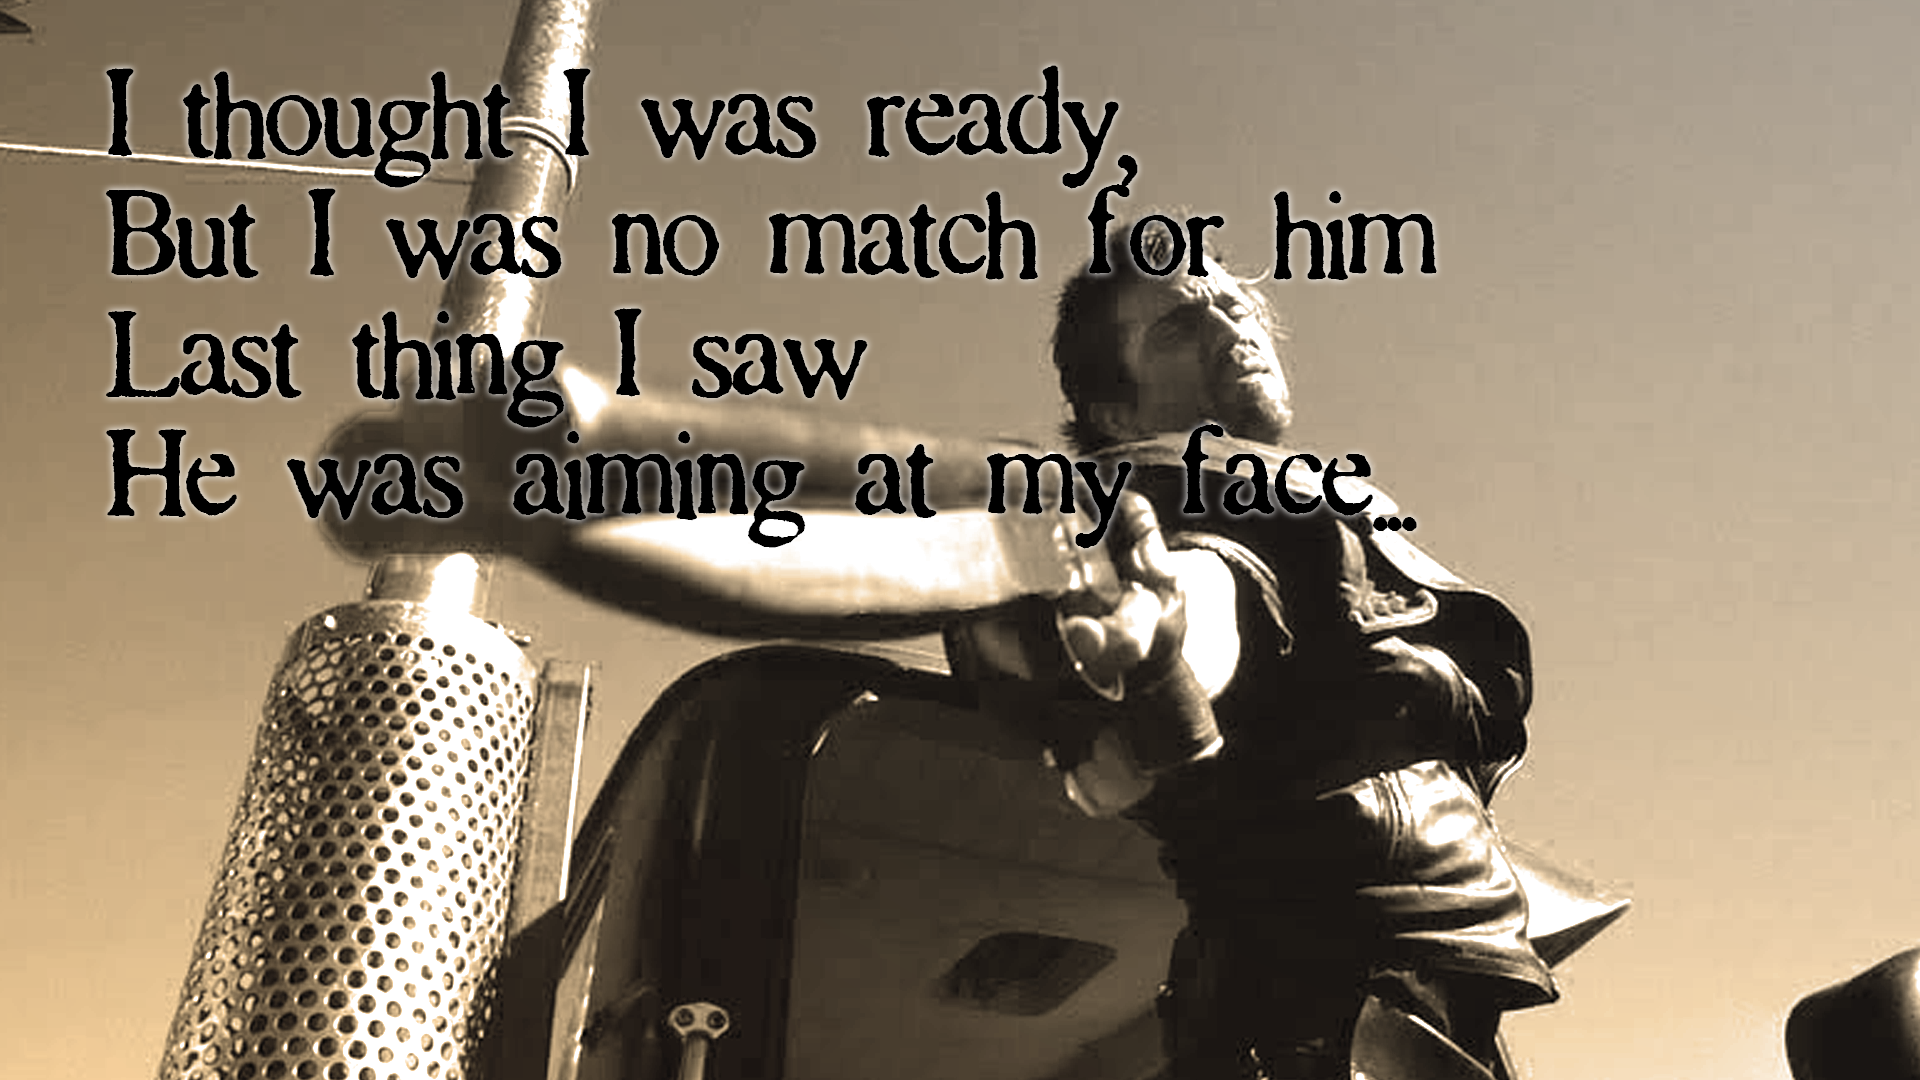 I thought I was ready,
But I was no match for him
Last thing I saw
He was aiming at my face...